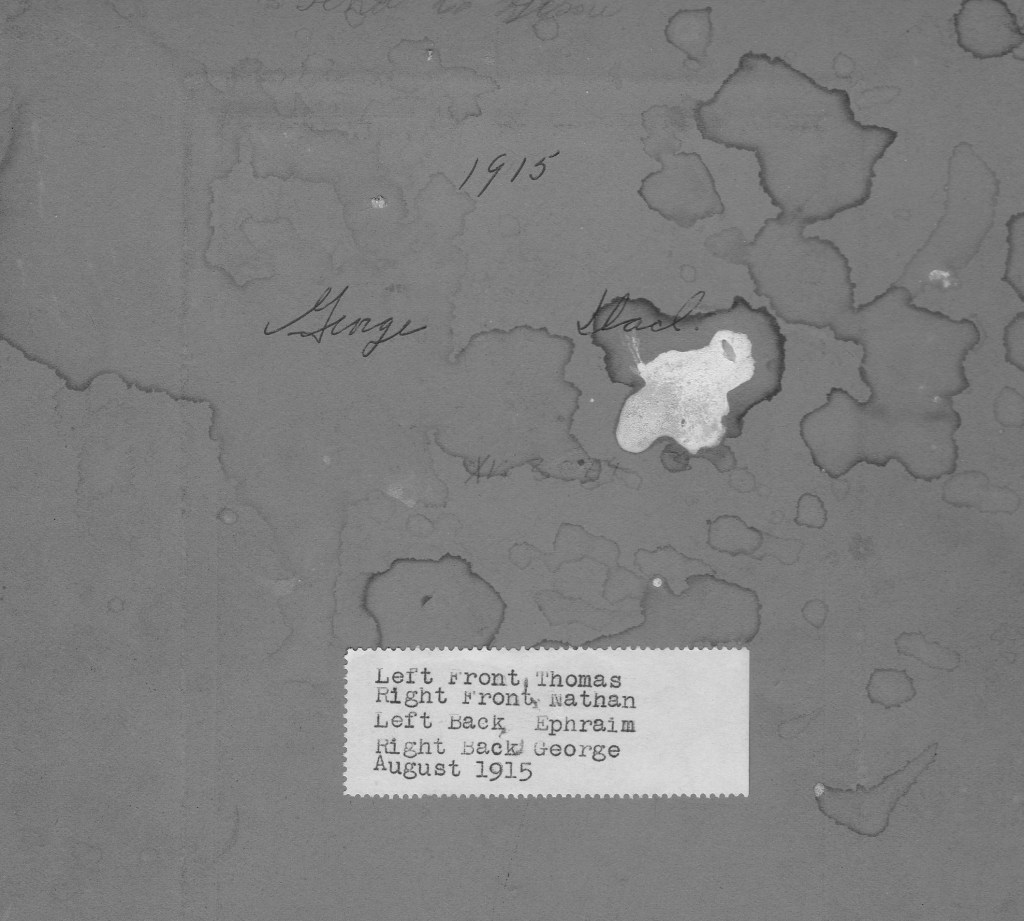 1915
George
Left Front, Thomas
Right Front, Nathan
Left Back, Ephraim
Right Back, George
August 1915